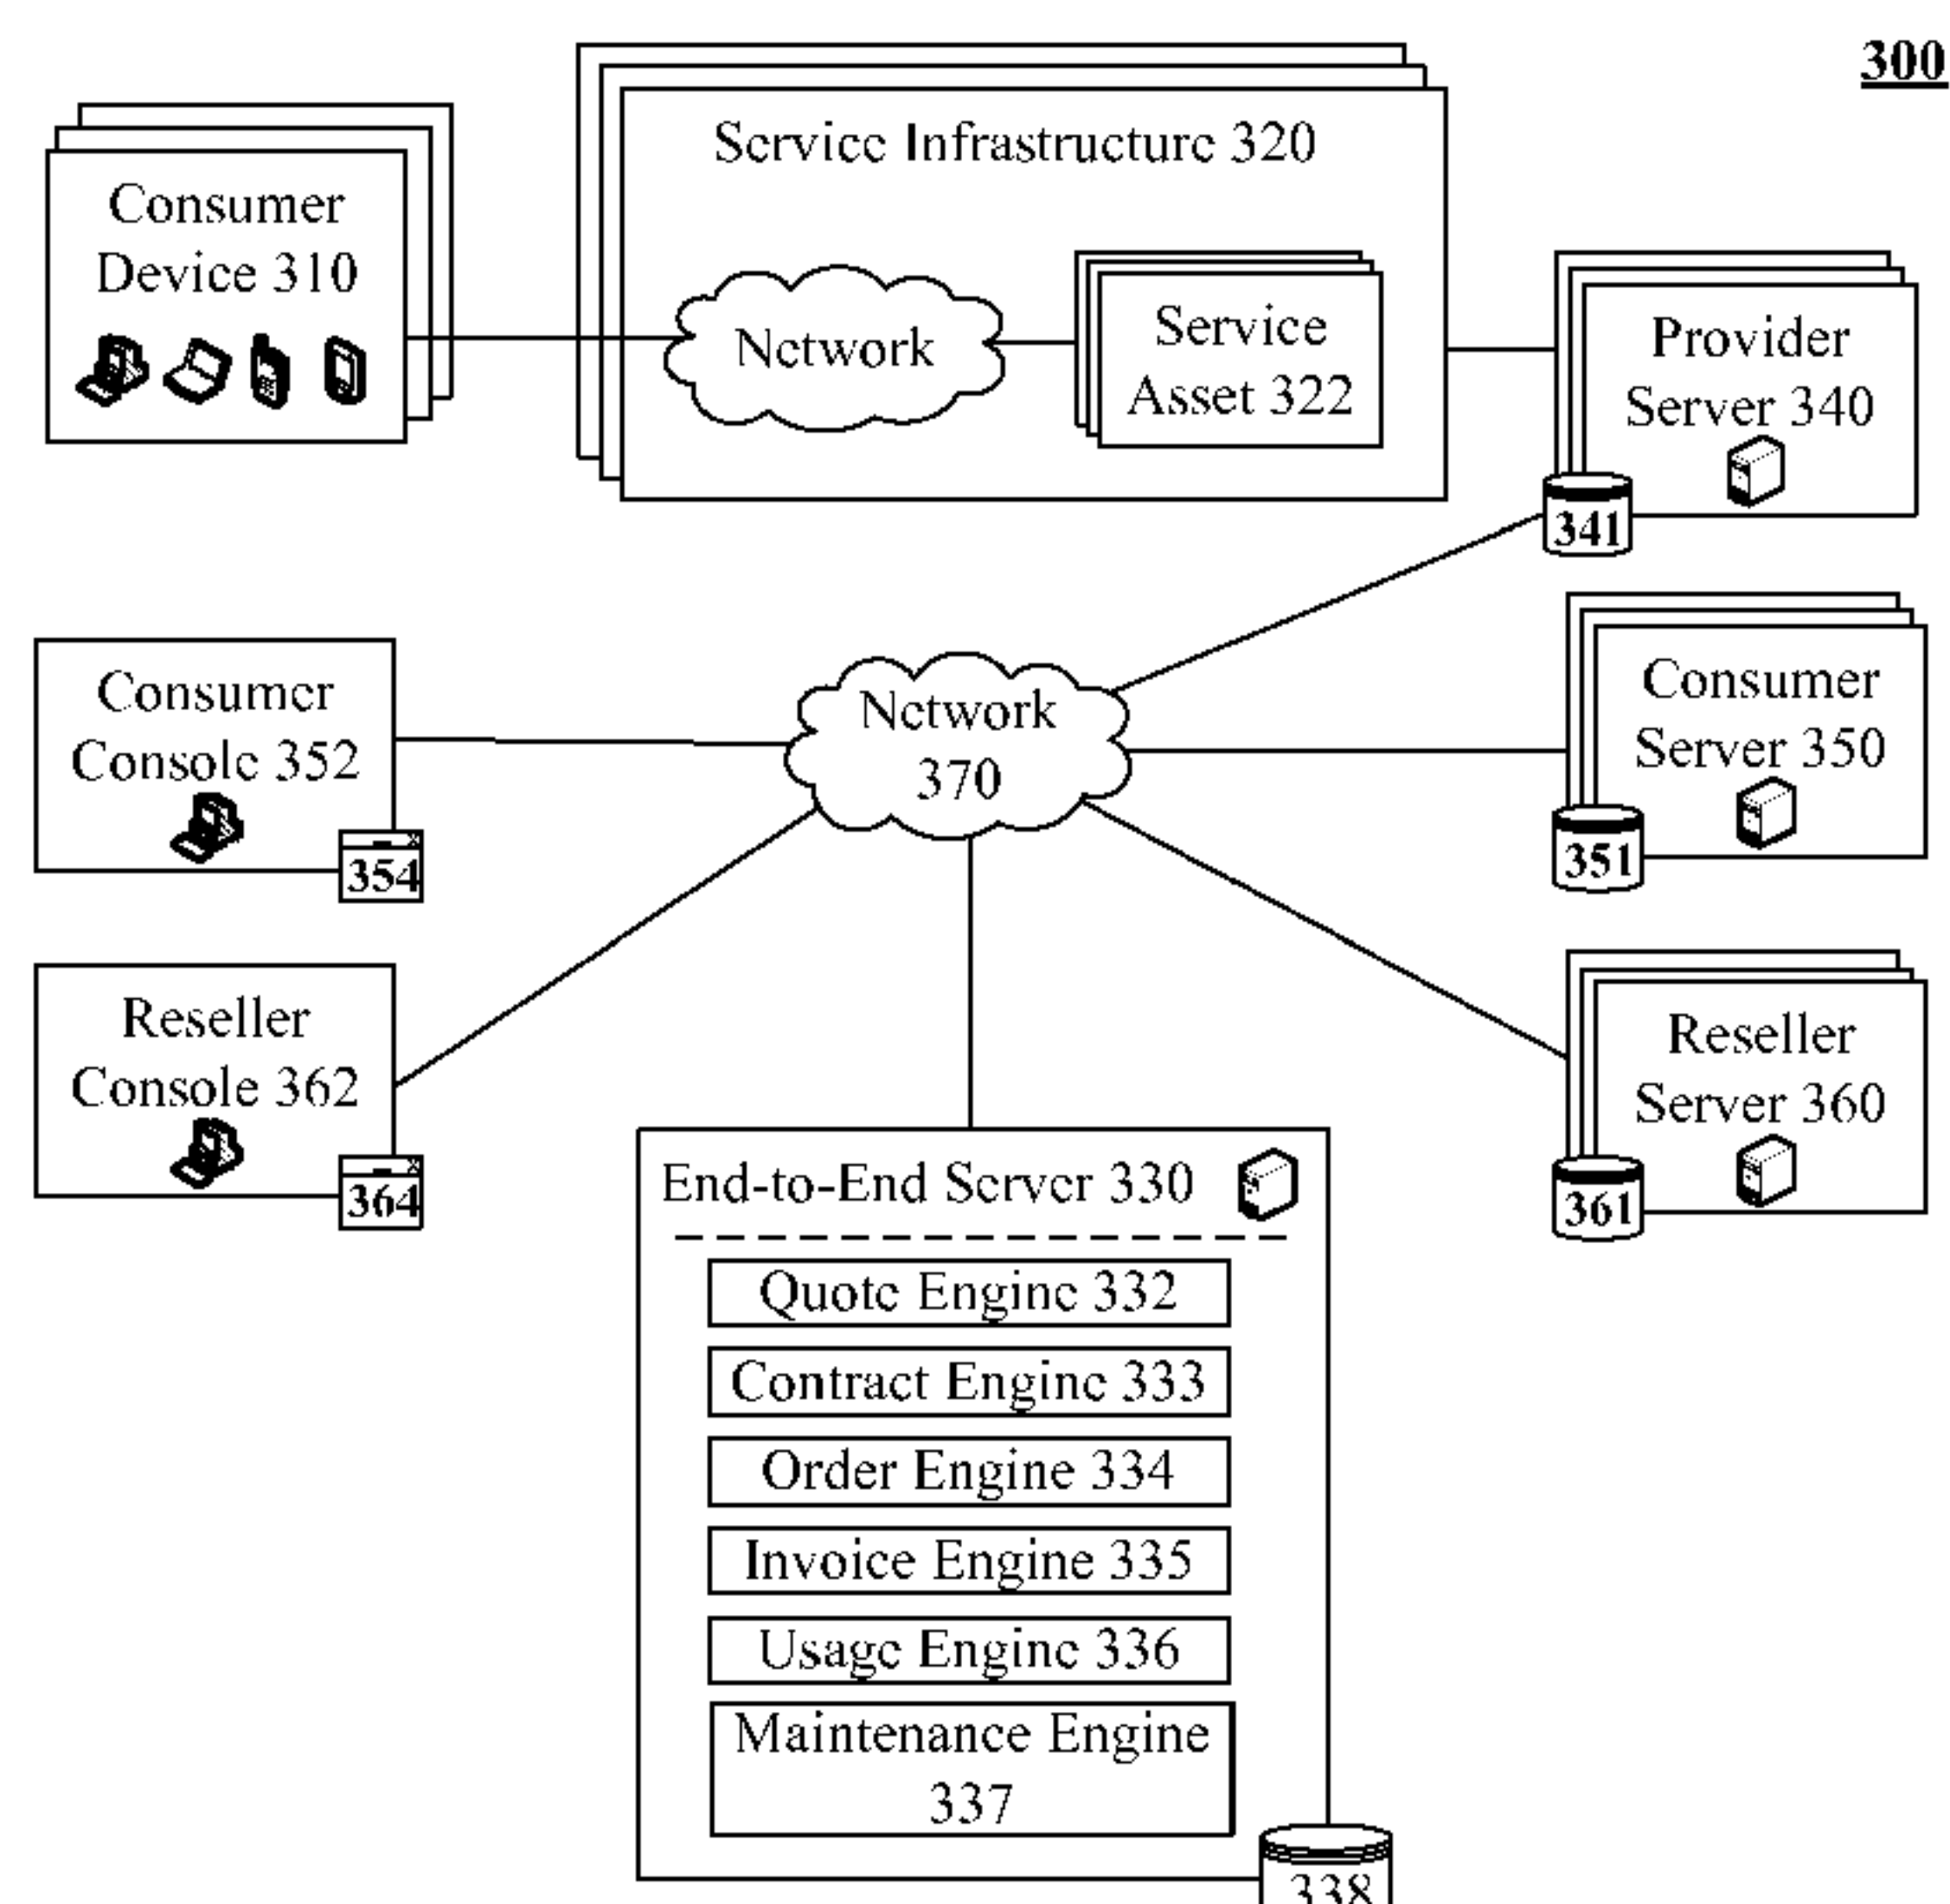 300
Service Infrastructure 320
Consumer
Device 310
Network
Service
Asset 322
Provider
Server 340
341
Consumer
Console 352
354
Network
370
Consumer
Server 350
351
Reseller
Console 362
364
Reseller
Server 360
361
End-to-End Server 330
Quote Engine 332
Contract Engine 333
Order Engine 334
Invoice Engine 335
Usage Engine 336
Maintenance Engine
337
338